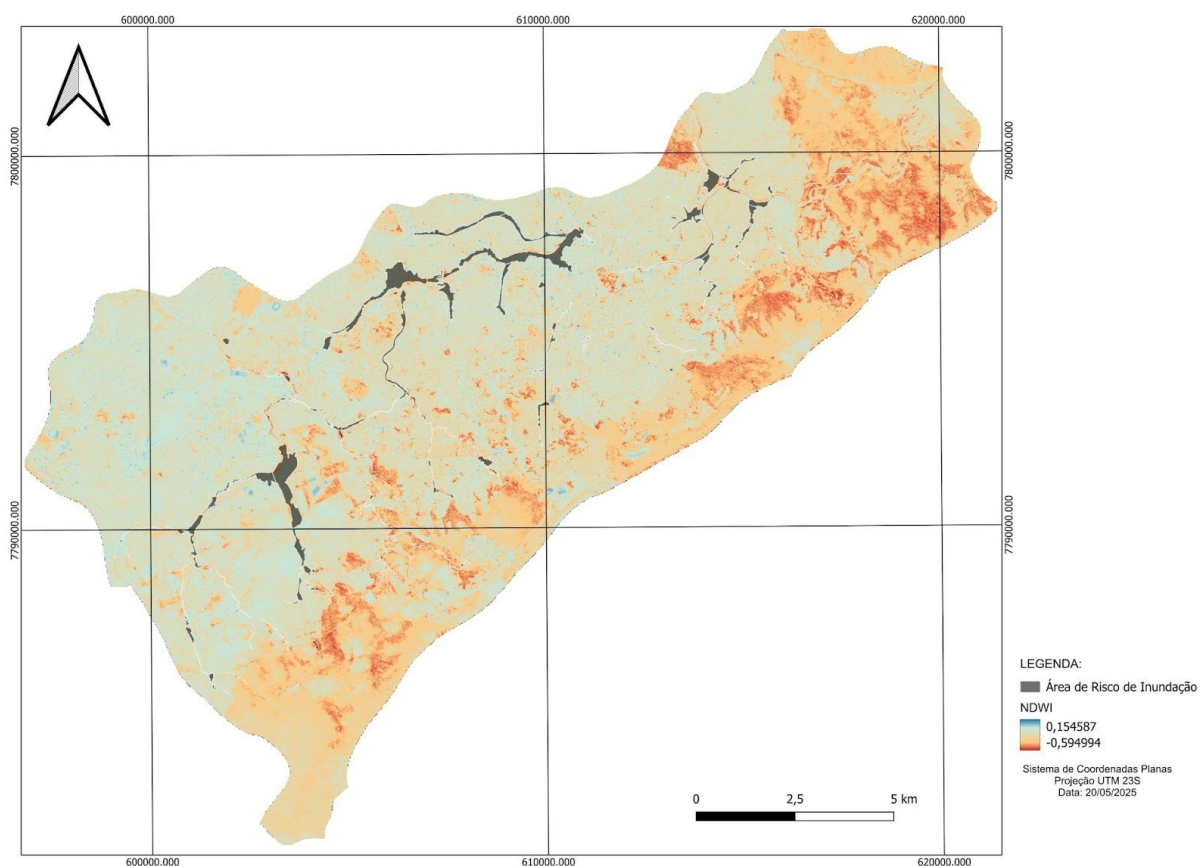 600000.000
610000.000
620000.000
7800000.000
7800000.000
7790000.000
7790000.000
LEGENDA:
Área de Risco de Inundação
NDWI
0,154587
-0,594994
Sistema de Coordenadas Planas
Projeção UTM 23S
Data: 20/05/2025
0
2,5
5 km
600000.000
610000.000
620000.000